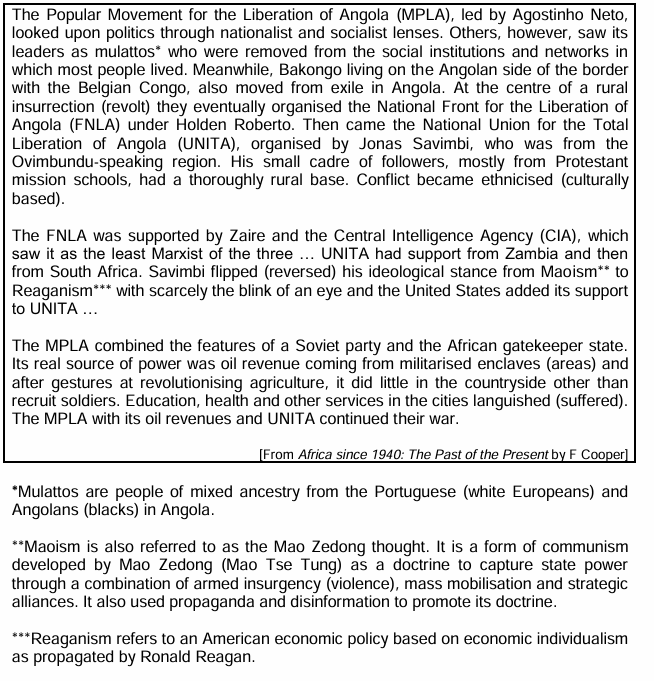 The Popular Movement for the Liberation of Angola (MPLA), led by Agostinho Neto,
looked upon politics through nationalist and socialist lenses. Others, however, saw its
leaders as mulattos* who were removed from the social institutions and networks in
which most people lived. Meanwhile, Bakongo living on the Angolan side of the border
with the Belgian Congo, also moved from exile in Angola. At the centre of a rural
insurrection (revolt) they eventually organised the National Front for the Liberation of
Angola (FNLA) under Holden Roberto. Then came the National Union for the Total
Liberation of Angola (UNITA), organised by Jonas Savimbi, who was from the
Ovimbundu-speaking region. His small cadre of followers, mostly from Protestant
mission schools, had a thoroughly rural base. Conflict became ethnicised (culturally
based).
The FNLA was supported by Zaire and the Central Intelligence Agency (CIA), which
saw it as the least Marxist of the three … UNITA had support from Zambia and then
from South Africa. Savimbi flipped (reversed) his ideological stance from Maoism** to
Reaganism*** with scarcely the blink of an eye and the United States added its support
to UNITA …
The MPLA combined the features of a Soviet party and the African gatekeeper state.
Its real source of power was oil revenue coming from militarised enclaves (areas) and
after gestures at revolutionising agriculture, it did little in the countryside other than
recruit soldiers. Education, health and other services in the cities languished (suffered).
The MPLA with its oil revenues and UNITA continued their war.
[From Africa since 1940: The Past of the Present by F Cooper]
*Mulattos are people of mixed ancestry from the Portuguese (white Europeans) and
Angolans (blacks) in Angola.
**Maoism is also referred to as the Mao Zedong thought. It is a form of communism
developed by Mao Zedong (Mao Tse Tung) as a doctrine to capture state power
through a combination of armed insurgency (violence), mass mobilisation and strategic
alliances. It also used propaganda and disinformation to promote its doctrine.
***Reaganism refers to an American economic policy based on economic individualism
as propagated by Ronald Reagan.